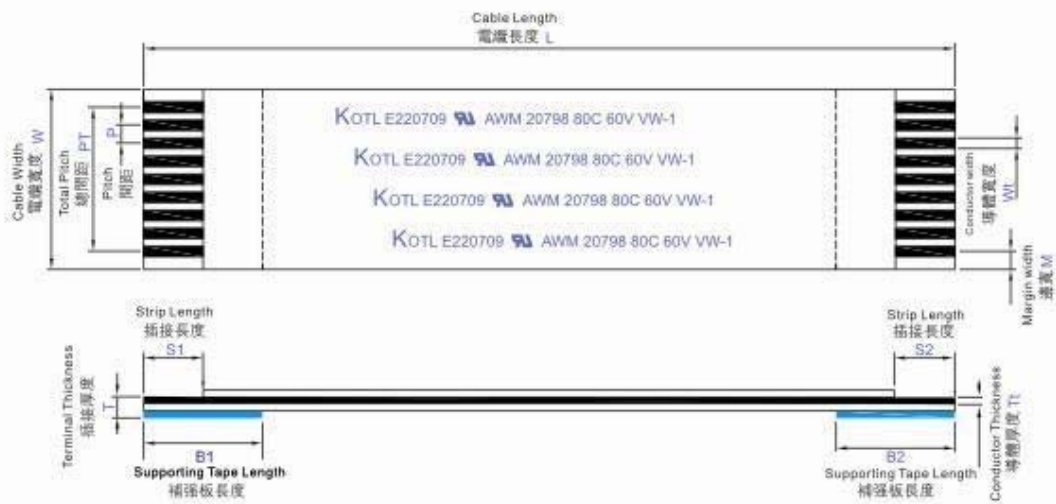 Cable Length
電纜長度 L
Cable Width
電纜寬度 W
Total Pitch
總間距 PT
Pitch
間距
P
KOTL E220709 AWM 20798 80C 60V VW-1
KOTL E220709 AWM 20798 80C 60V VW-1
KOTL E220709 AWM 20798 80C 60V VW-1
KOTL E220709 AWM 20798 80C 60V VW-1
Conductor width
導體寬度
Wt
Margin width
邊寬 M
Strip Length
插接長度
S1
Strip Length
插接長度
S2
Terminal Thickness
插接厚度
T
Conductor Thickness
導體厚度 Tt
B1
Supporting Tape Length
補强板長度
B2
Supporting Tape Length
補强板長度